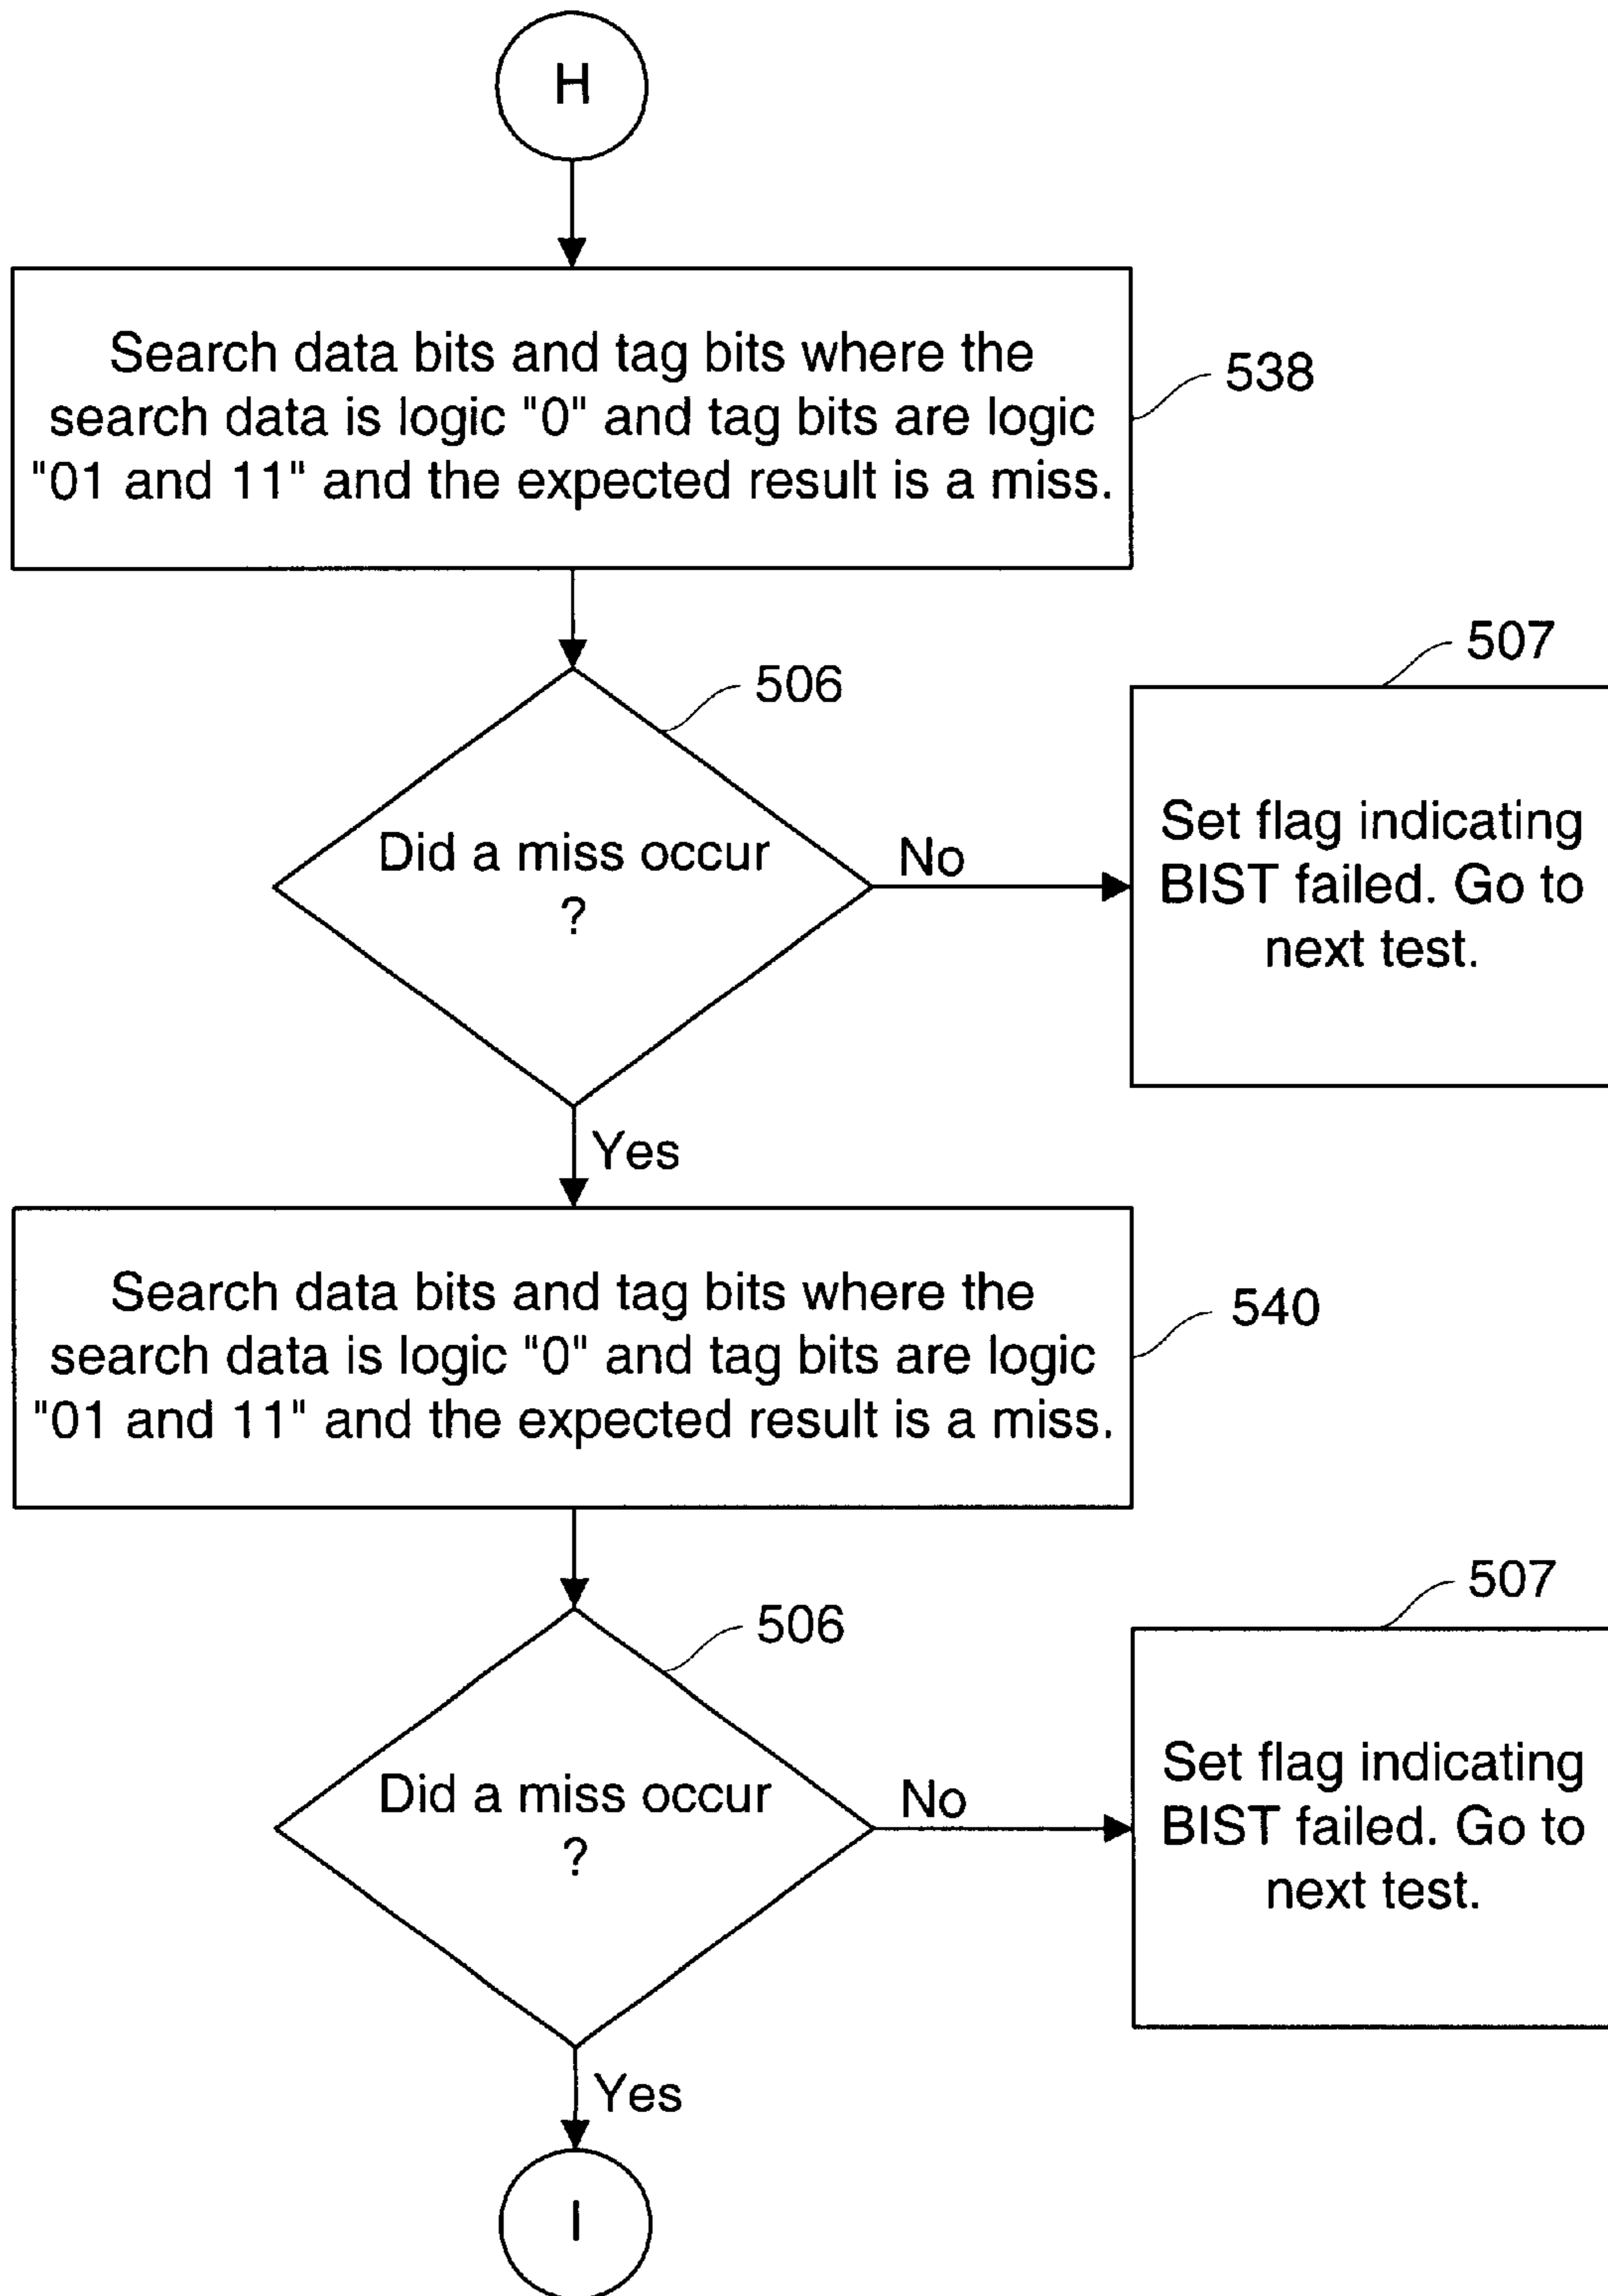 H
Search data bits and tag bits where the
search data is logic "0" and tag bits are logic
"01 and 11" and the expected result is a miss.
538
506
Did a miss occur
?
No
507
Set flag indicating
BIST failed. Go to
next test.
Yes
Search data bits and tag bits where the
search data is logic "0" and tag bits are logic
"01 and 11" and the expected result is a miss.
540
506
Did a miss occur
?
No
507
Set flag indicating
BIST failed. Go to
next test.
Yes
I